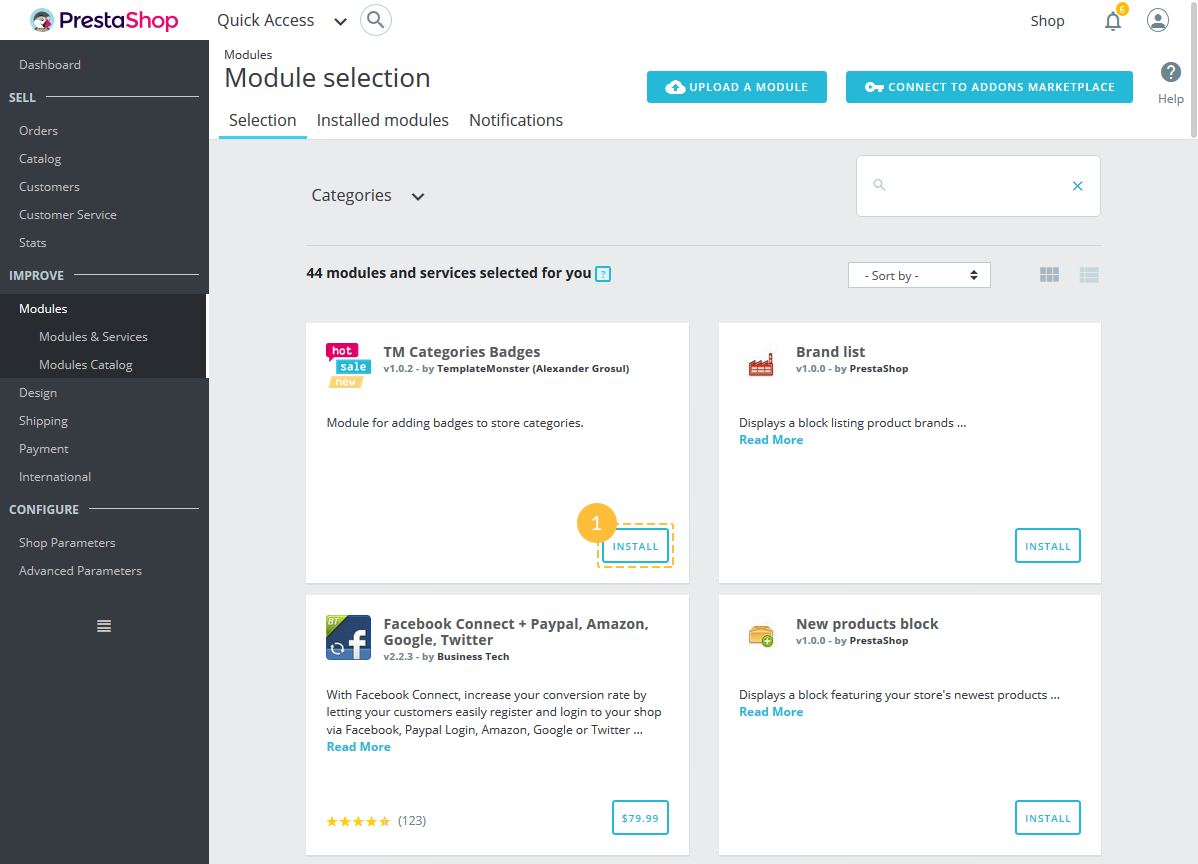 PrestaShop
Quick Access
Shop
6
Dashboard
SELL
Orders
Catalog
Customers
Customer Service
Stats
IMPROVE
Modules
Modules & Services
Modules Catalog
Design
Shipping
Payment
International
CONFIGURE
Shop Parameters
Advanced Parameters
Modules
Module selection
UPLOAD A MODULE
CONNECT TO ADDONS MARKETPLACE
?
Help
Selection
Installed modules
Notifications
Categories
44 modules and services selected for you ?
- Sort by -
hot
sale
new
TM Categories Badges
v1.0.2 - by TemplateMonster (Alexander Grosul)
Module for adding badges to store categories.
1
INSTALL
Brand list
v1.0.0 - by PrestaShop
Displays a block listing product brands ...
Read More
INSTALL
BT
f
Facebook Connect + Paypal, Amazon,
Google, Twitter
v2.2.3 - by Business Tech
With Facebook Connect, increase your conversion rate by
letting your customers easily register and login to your shop
via Facebook, Paypal Login, Amazon, Google or Twitter ...
Read More
(123)
$79.99
New products block
v1.0.0 - by PrestaShop
Displays a block featuring your store's newest products ...
Read More
INSTALL